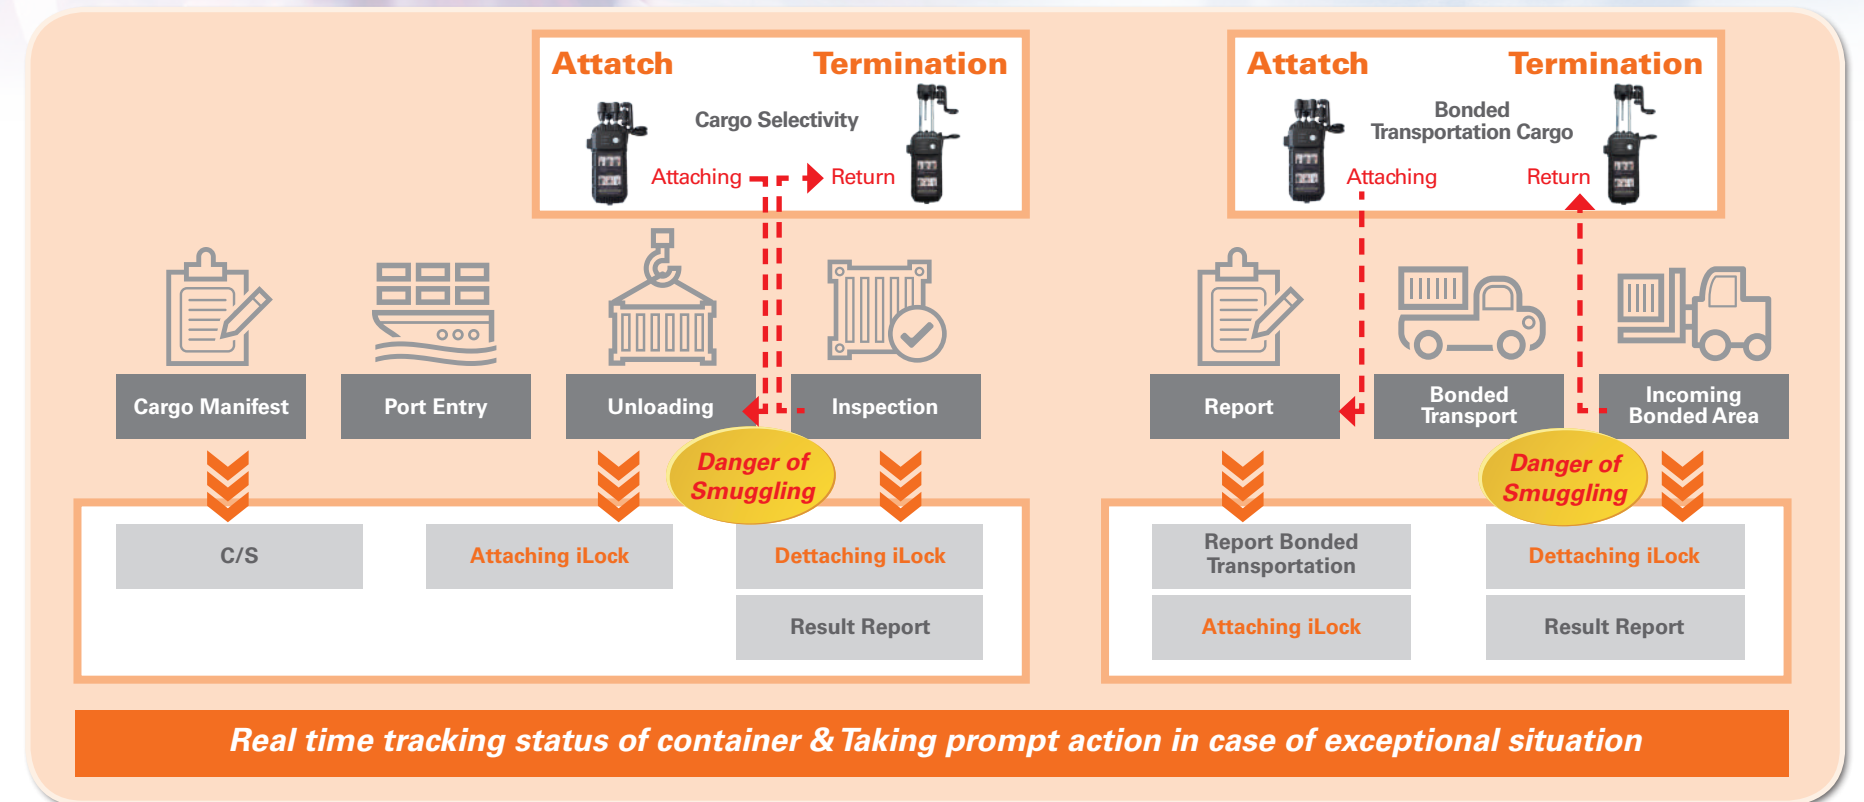 Attatch
Termination
Cargo Selectivity
Attaching
Return
Attatch
Termination
Bonded
Transportation Cargo
Attaching
Return
Cargo Manifest
Port Entry
Unloading
Inspection
Report
Bonded
Transport
Incoming
Bonded Area
Danger of
Smuggling
Danger of
Smuggling
C/S
Attaching iLock
Dettaching iLock
Result Report
Report Bonded
Transportation
Attaching iLock
Dettaching iLock
Result Report
Real time tracking status of container & Taking prompt action in case of exceptional situation